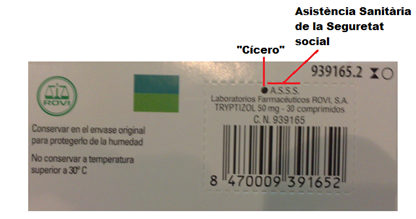 Asistència Sanitària
de la Seguretat
social
"Cícero"
939165.2
A.S.S.S.
Laboratorios Farmacéuticos ROVI, S.A.
TRYPTIZOL 50 mg - 30 comprimidos
C. N. 939165
ROVI
Conservar en el envase original
para protegerlo de la humedad
No conservar a temperatura
superior a 30º C
8 470009 391652